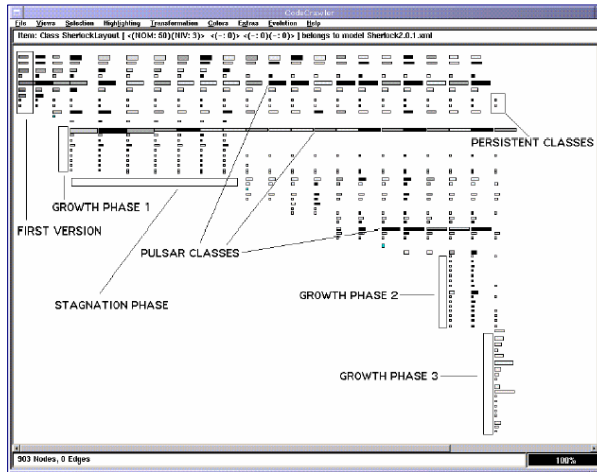 CodeCrawler
File Views Selection Highlighting Transformation Colors Extras Evolution Help
Item: Class SherlockLayout [ <(NOM: 50)(NIV: 3)> <(-: 0)> <(-: 0)(-: 0)> ] belongs to model Sherlock2.0.1.xml
PERSISTENT CLASSES
GROWTH PHASE 1
FIRST VERSION
PULSAR CLASSES
STAGNATION PHASE
GROWTH PHASE 2
GROWTH PHASE 3
903 Nodes, 0 Edges
100%